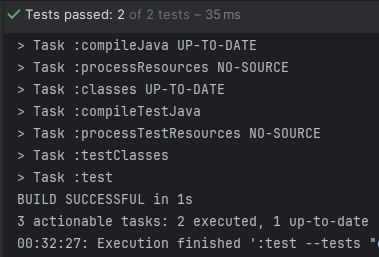 Tests passed: 2 of 2 tests – 35 ms
> Task :compileJava UP-TO-DATE
> Task :processResources NO-SOURCE
> Task :classes UP-TO-DATE
> Task :compileTestJava
> Task :processTestResources NO-SOURCE
> Task :testClasses
> Task :test
BUILD SUCCESSFUL in 1s
3 actionable tasks: 2 executed, 1 up-to-date
00:32:27: Execution finished ':test --tests "